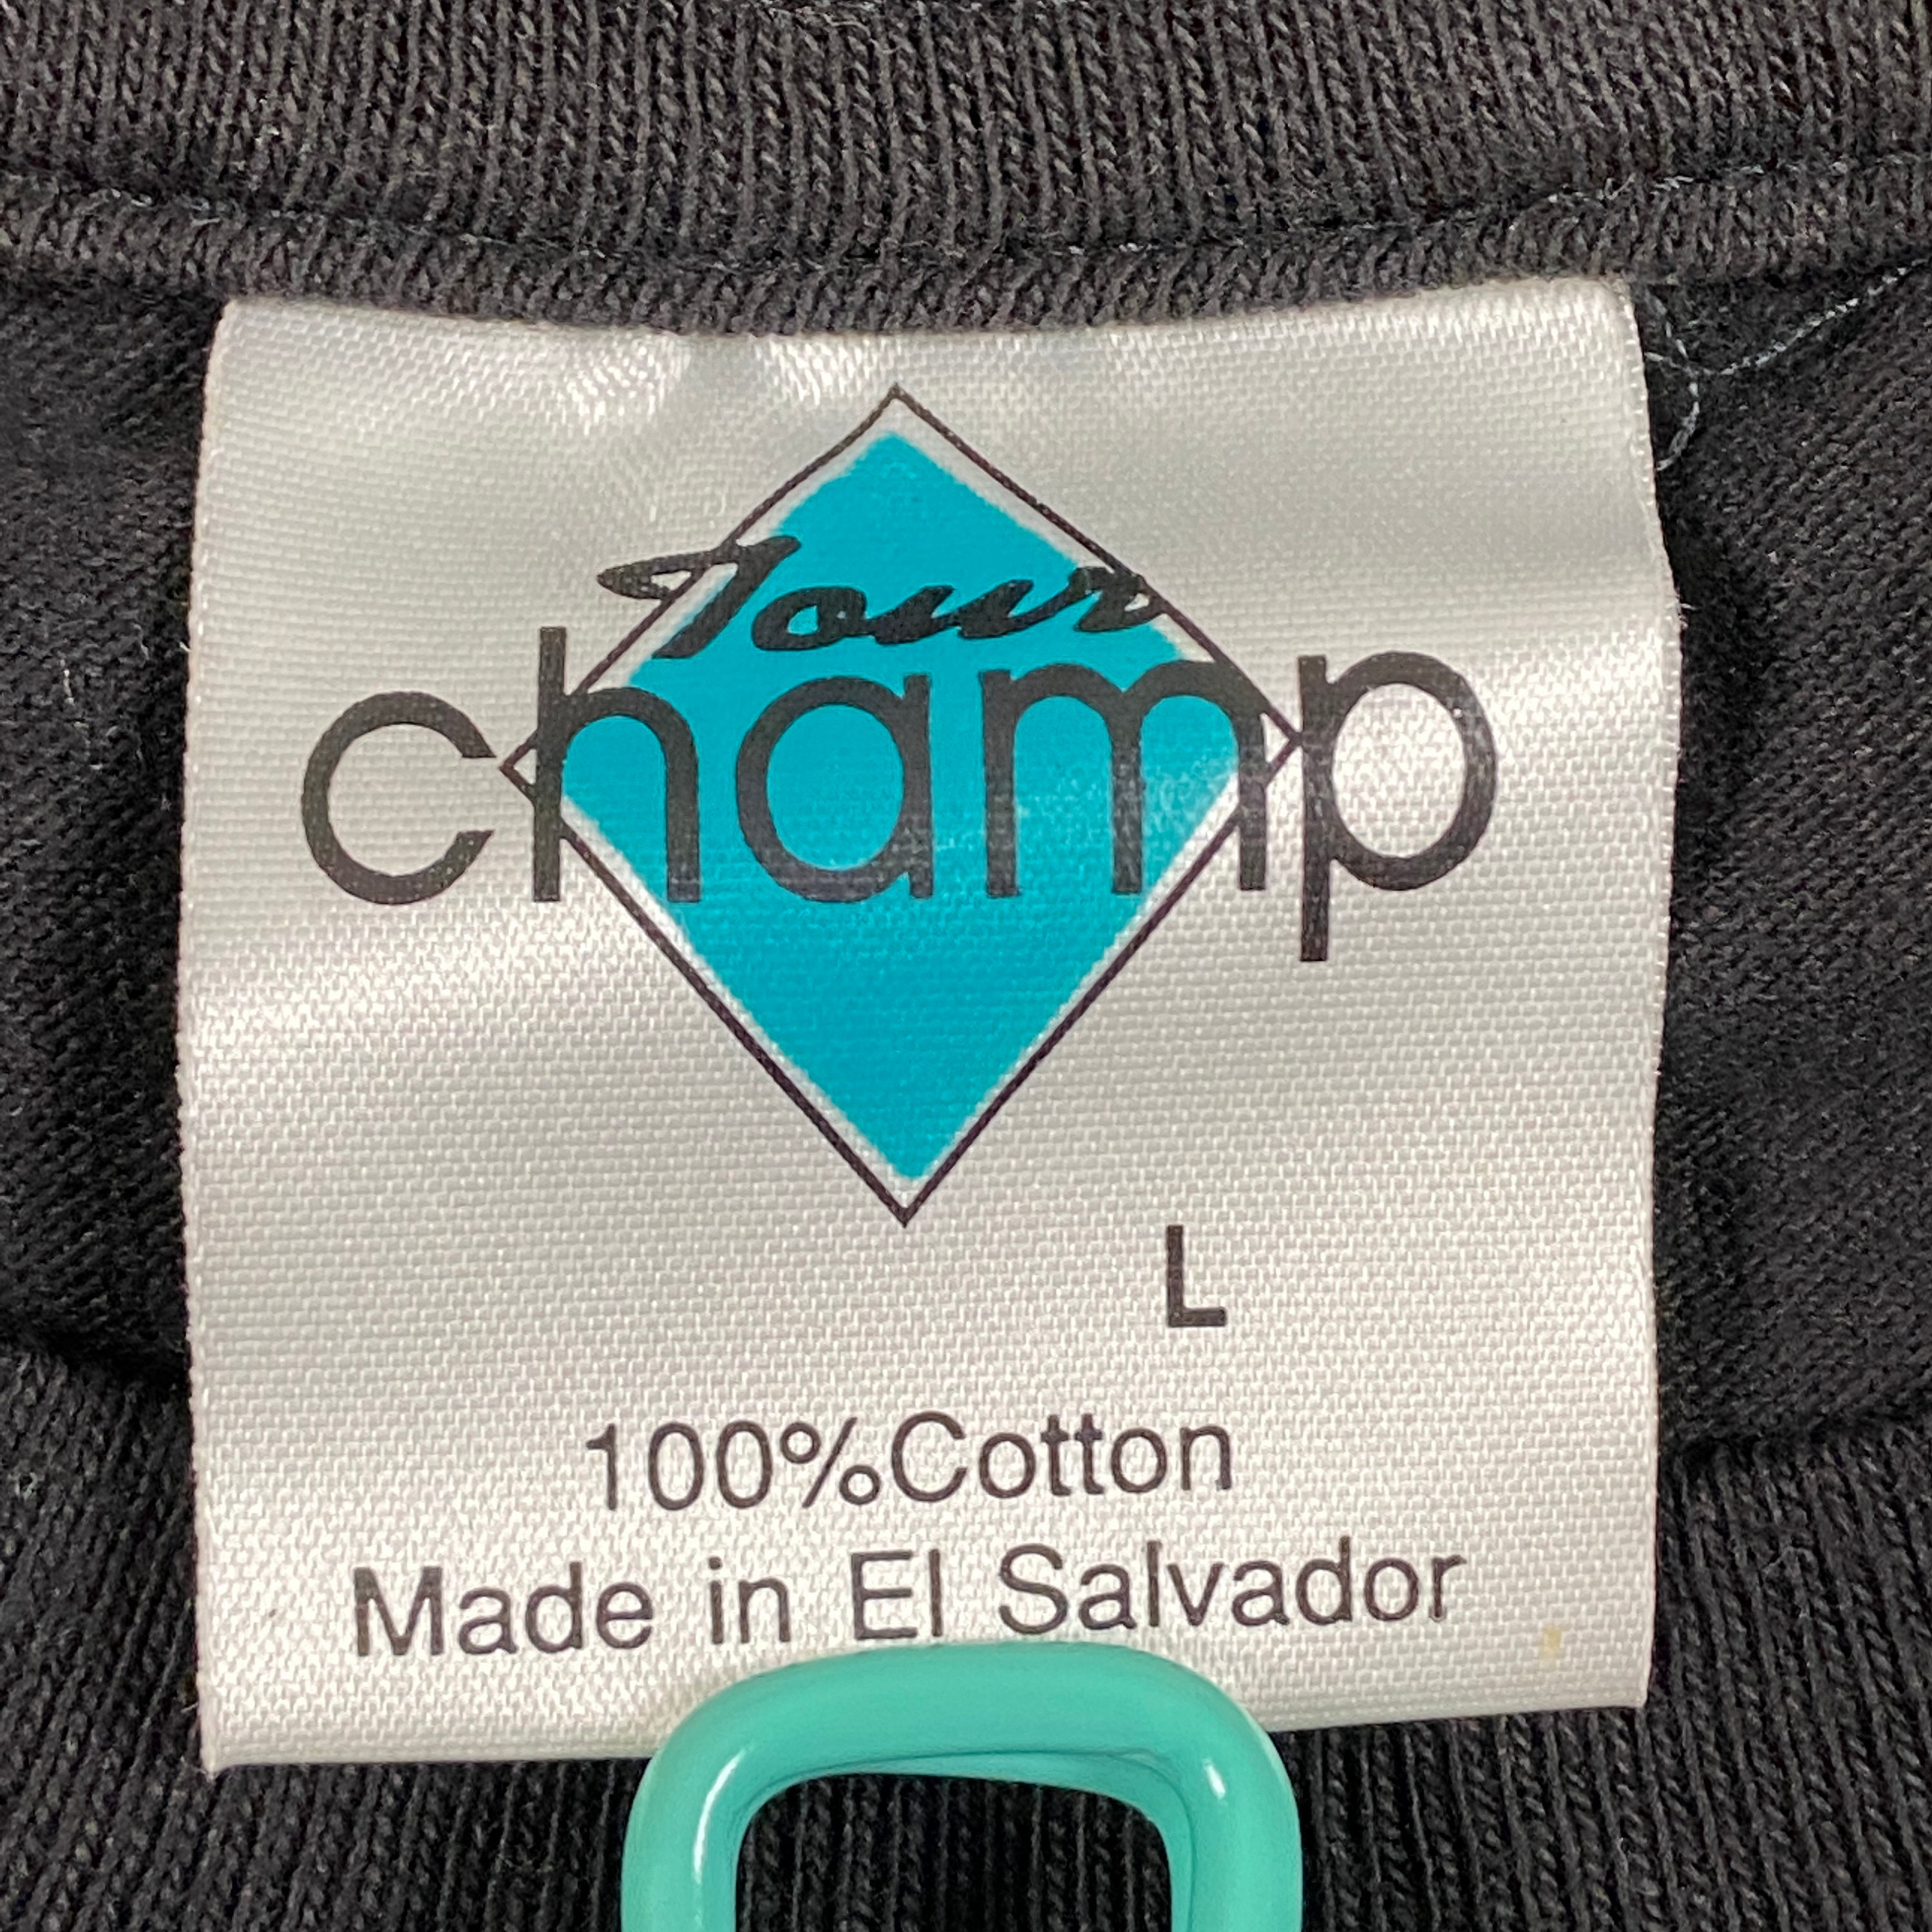 Tour
champ
L
100%Cotton
Made in El Salvador